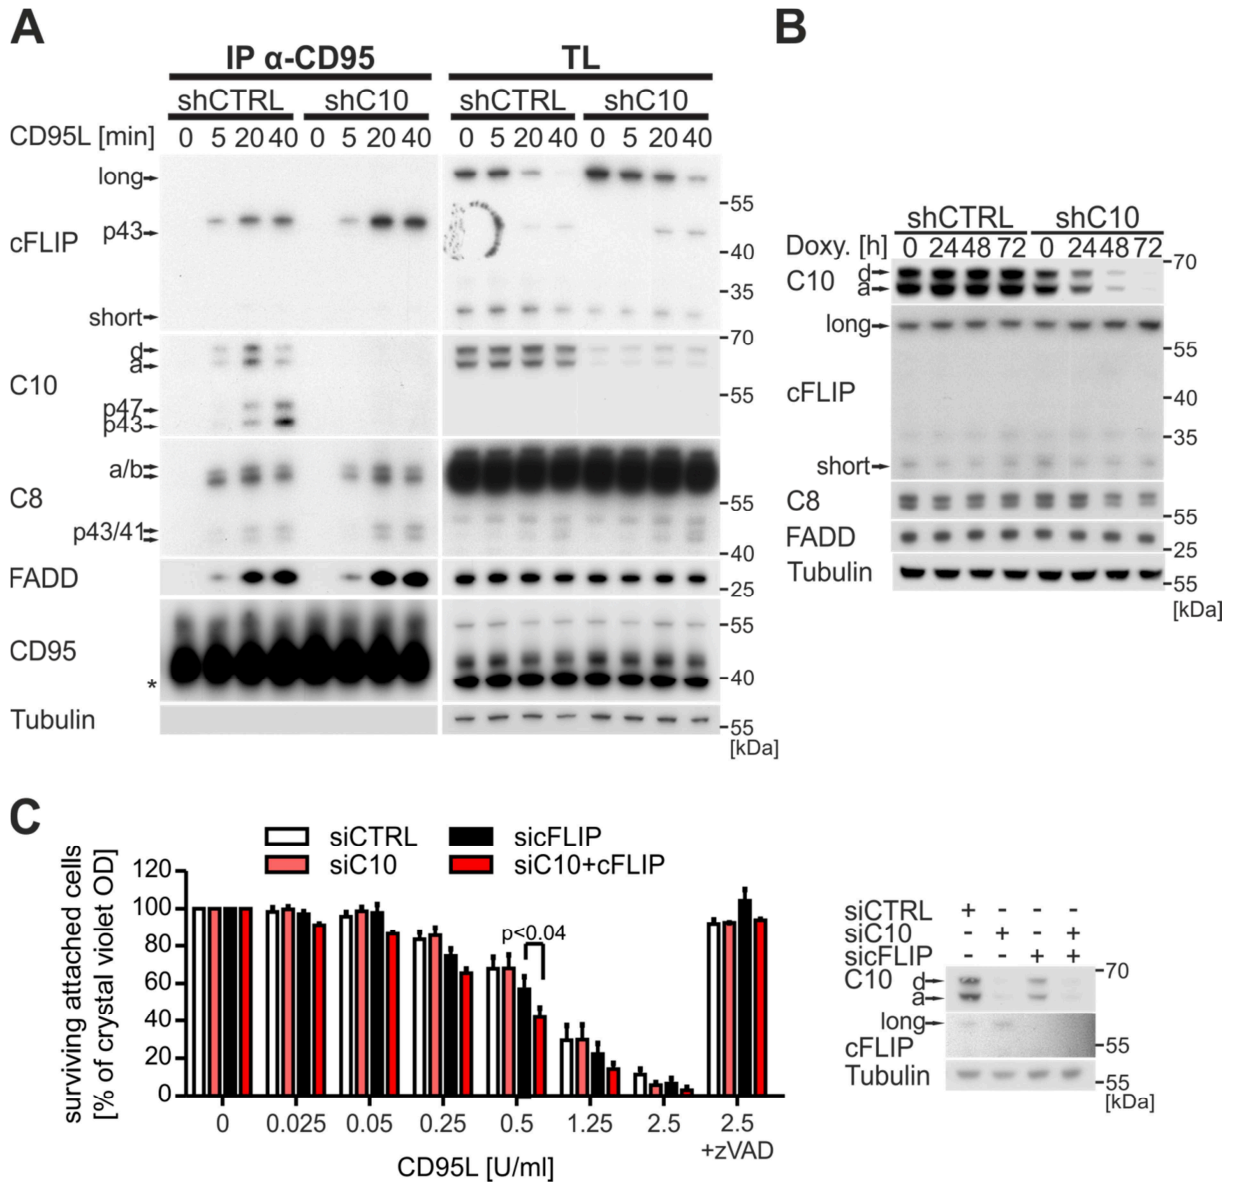 A
IP α-CD95 TL
shCTRL shC10 shCTRL shC10
CD95L [min] 0 5 20 40 0 5 20 40 0 5 20 40 0 5 20 40
long
55
cFLIP p43
40
35
short
70
C10 d
a
55
p47
p43
C8 a/b
55
p43/41
40
FADD
25
CD95
55
40
*
Tubulin
55
[kDa]
B
shCTRL shC10
Doxy. [h] 0 24 48 72 0 24 48 72
70
C10 d
a
long
55
cFLIP
40
35
short
C8
55
FADD
25
Tubulin
55
[kDa]
C
siCTRL sicFLIP
siC10 siC10+cFLIP
surviving attached cells
[% of crystal violet OD]
120
100
80
60
40
20
0
p<0.04
0 0.025 0.05 0.25 0.5 1.25 2.5 2.5
+zVAD
CD95L [U/ml]
siCTRL + - - -
siC10 - + - +
sicFLIP - - + +
70
C10 d
a
long
55
cFLIP
Tubulin
55
[kDa]